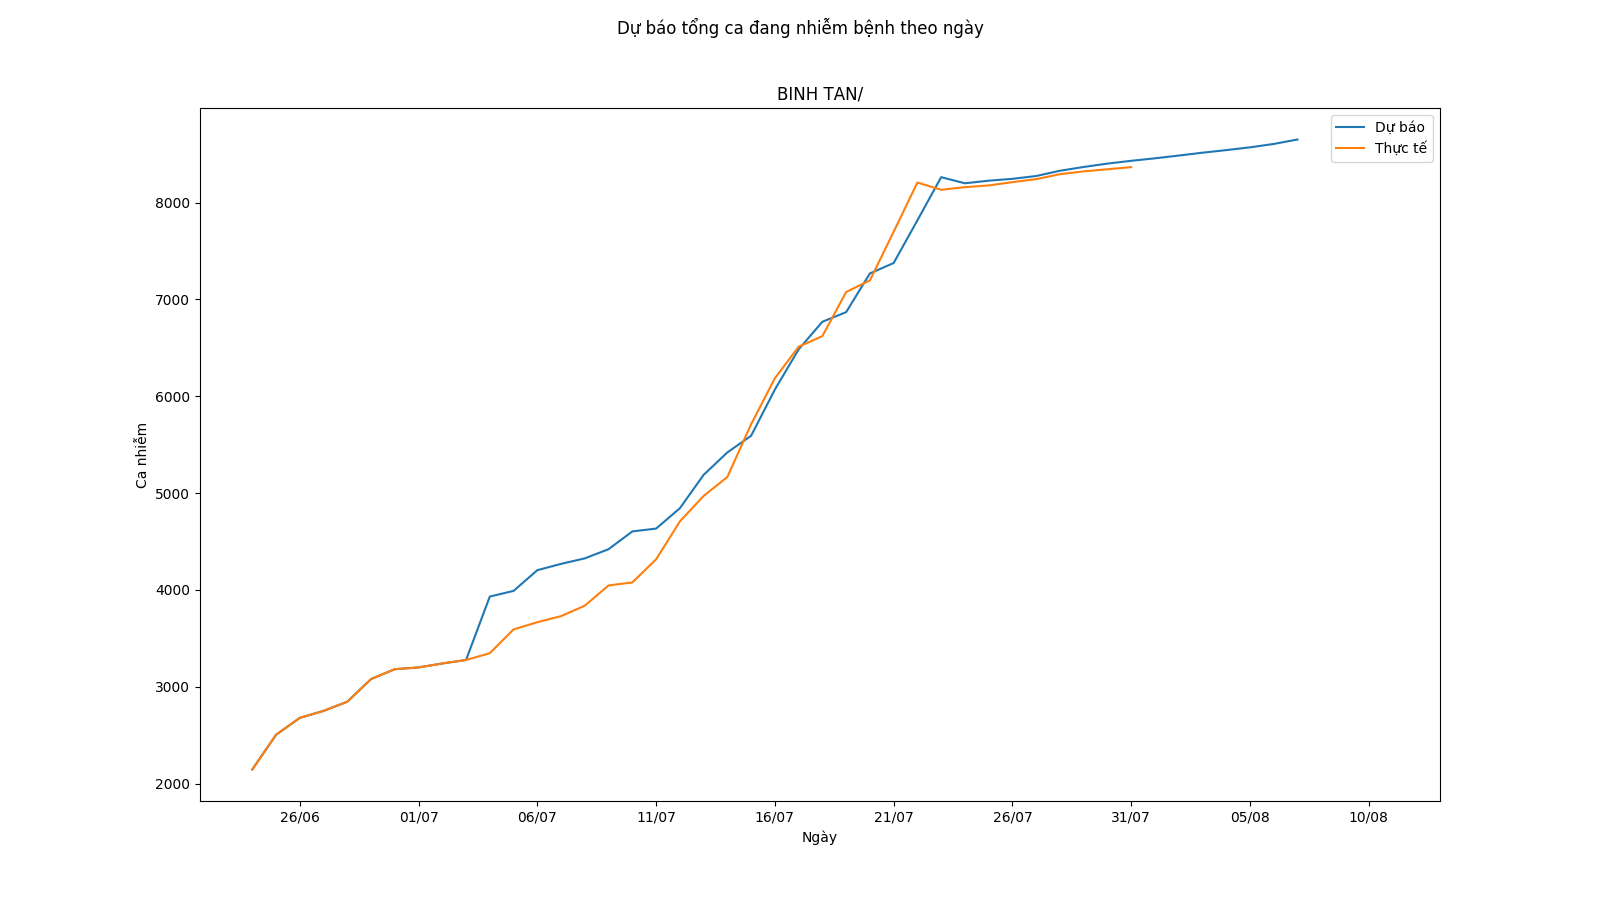 Dự báo tổng ca đang nhiễm bệnh theo ngày
BINH TAN/
Dự báo
Thực tế
Ca nhiễm
8000
7000
6000
5000
4000
3000
2000
26/06 01/07 06/07 11/07 16/07 21/07 26/07 31/07 05/08 10/08
Ngày